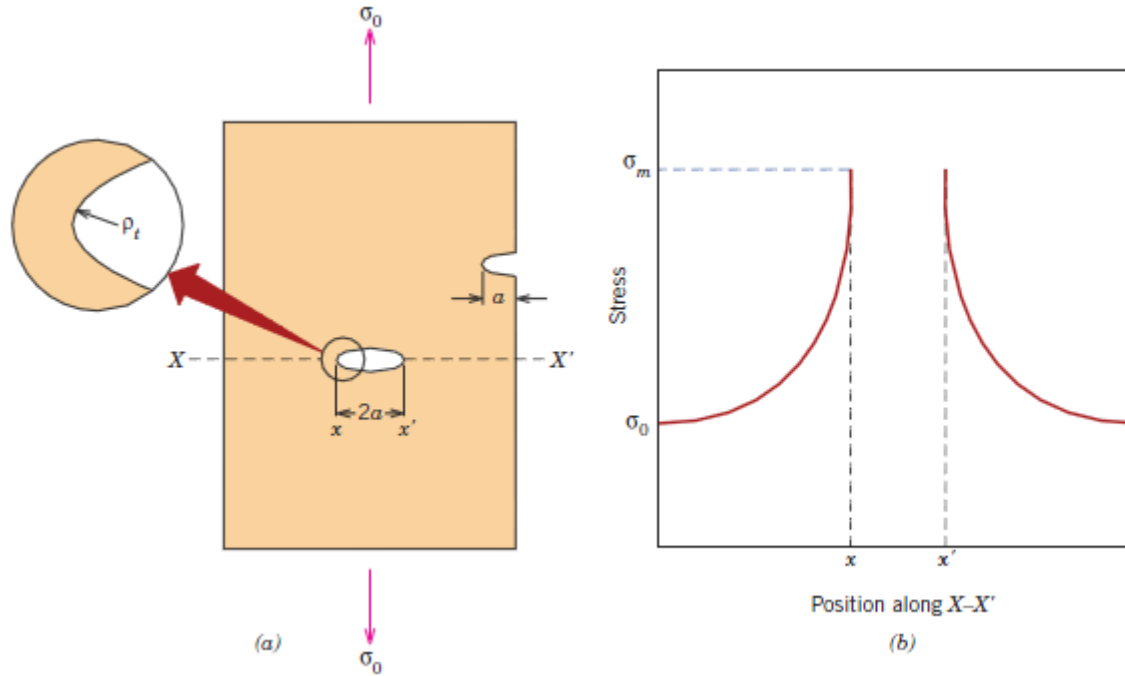 σ₀
ρₜ
a
X X′
2a
x x′
(a)
σ₀
σₘ
Stress
σ₀
x x′
Position along X–X′
(b)